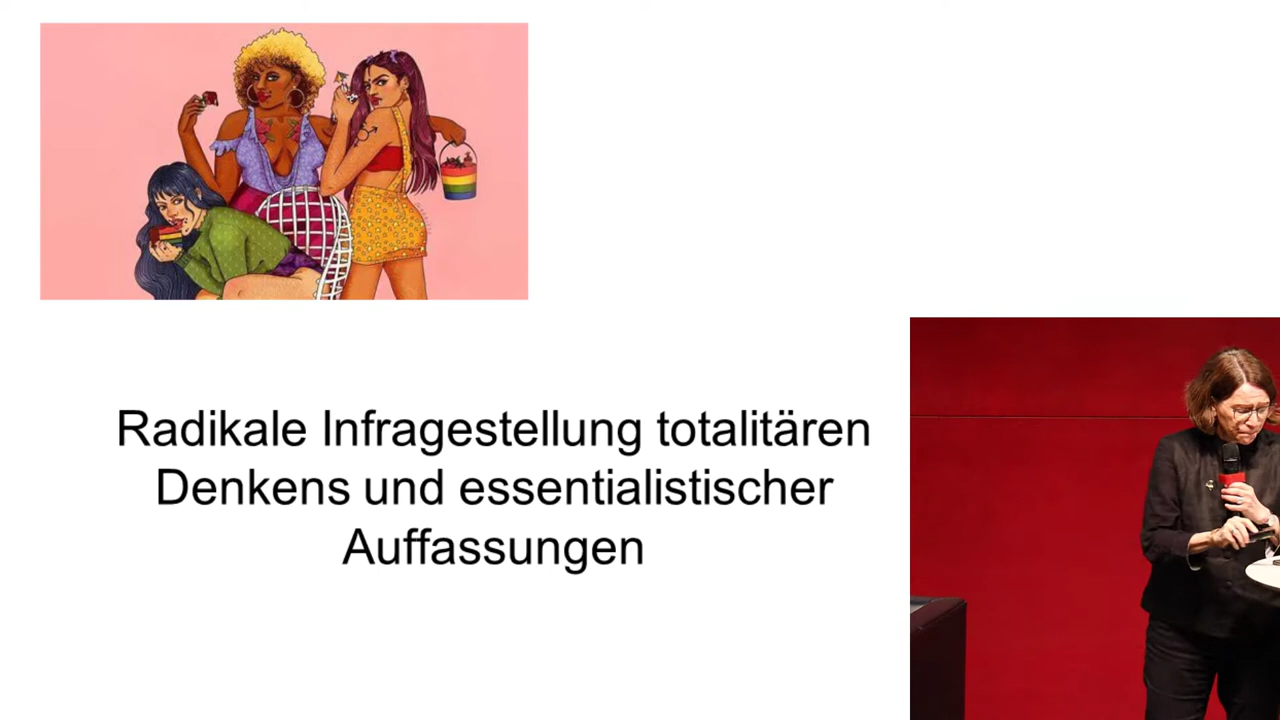 Radikale Infragestellung totalitären
Denkens und essentialistischer
Auffassungen